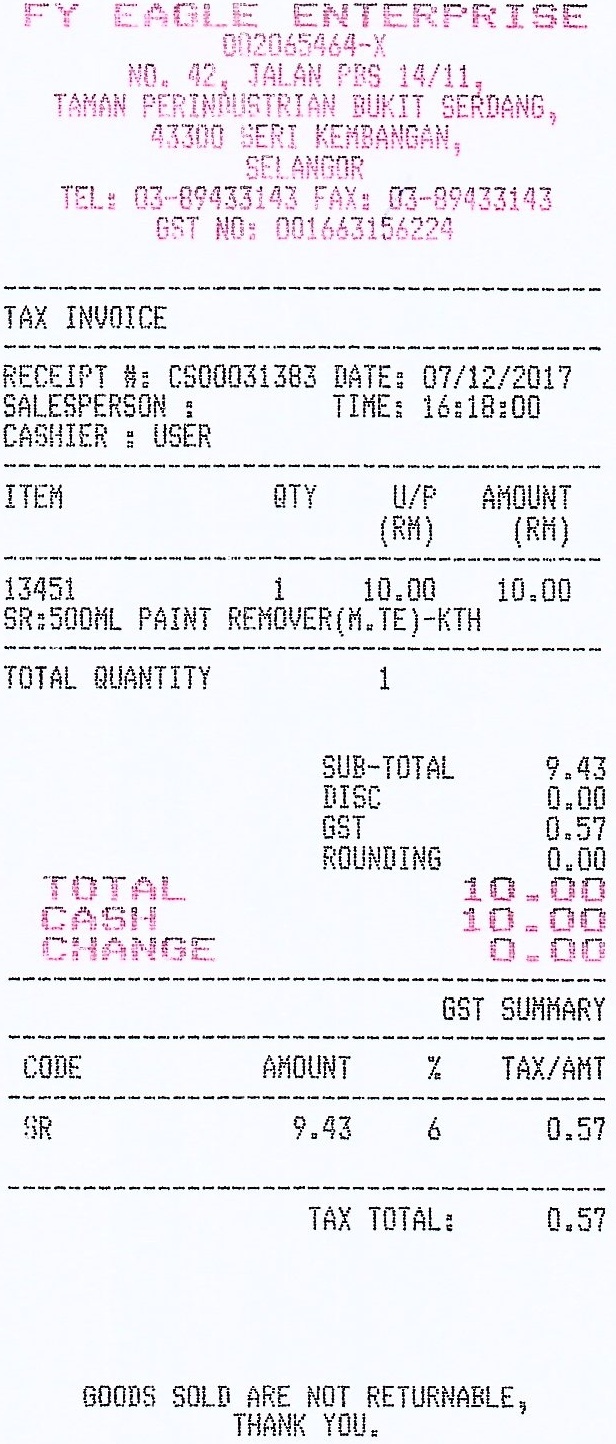 FY EAGLE ENTERPRISE
002065464-X
NO. 42, JALAN PBS 14/11,
TAMAN PERINDUSTRIAN BUKIT SERDANG,
43300 SERI KEMBANGAN,
SELANGOR
TEL: 03-89433143 FAX: 03-89433143
GST NO: 001663156224
TAX INVOICE
RECEIPT #: CS00031383 DATE: 07/12/2017
SALESPERSON : TIME: 16:18:00
CASHIER : USER
ITEM QTY U/P AMOUNT
(RM) (RM)
13451 1 10.00 10.00
SR:500ML PAINT REMOVER(M.TE)-KTH
TOTAL QUANTITY 1
SUB-TOTAL 9.43
DISC 0.00
GST 0.57
ROUNDING 0.00
TOTAL 10.00
CASH 10.00
CHANGE 0.00
GST SUMMARY
CODE AMOUNT % TAX/AMT
SR 9.43 6 0.57
TAX TOTAL: 0.57
GOODS SOLD ARE NOT RETURNABLE,
THANK YOU.